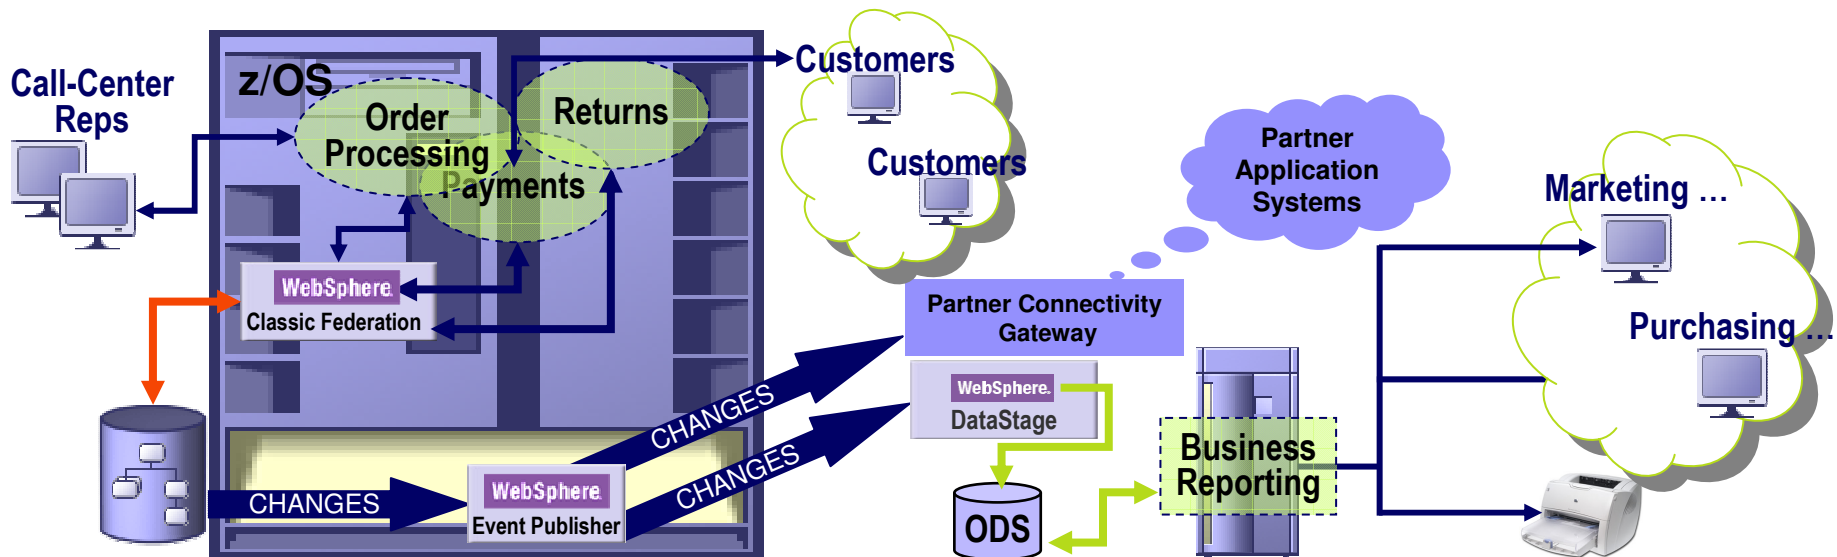 Call-Center
Reps
z/OS
Order
Processing
Payments
Returns
Customers
Customers
WebSphere.
Classic Federation
CHANGES
WebSphere.
Event Publisher
CHANGES
CHANGES
Partner
Application
Systems
Partner Connectivity
Gateway
WebSphere.
DataStage
ODS
Business
Reporting
Marketing ...
Purchasing ...